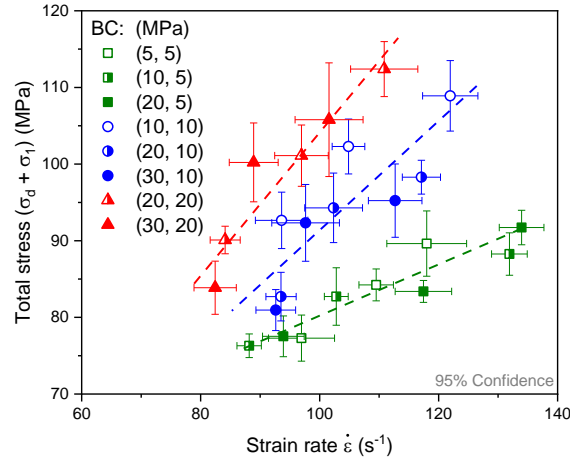 120
110
100
90
80
70
Total stress (σd + σ1) (MPa)
BC: (MPa)
(5, 5)
(10, 5)
(20, 5)
(10, 10)
(20, 10)
(30, 10)
(20, 20)
(30, 20)
95% Confidence
60 80 100 120 140
Strain rate ε̇ (s-1)